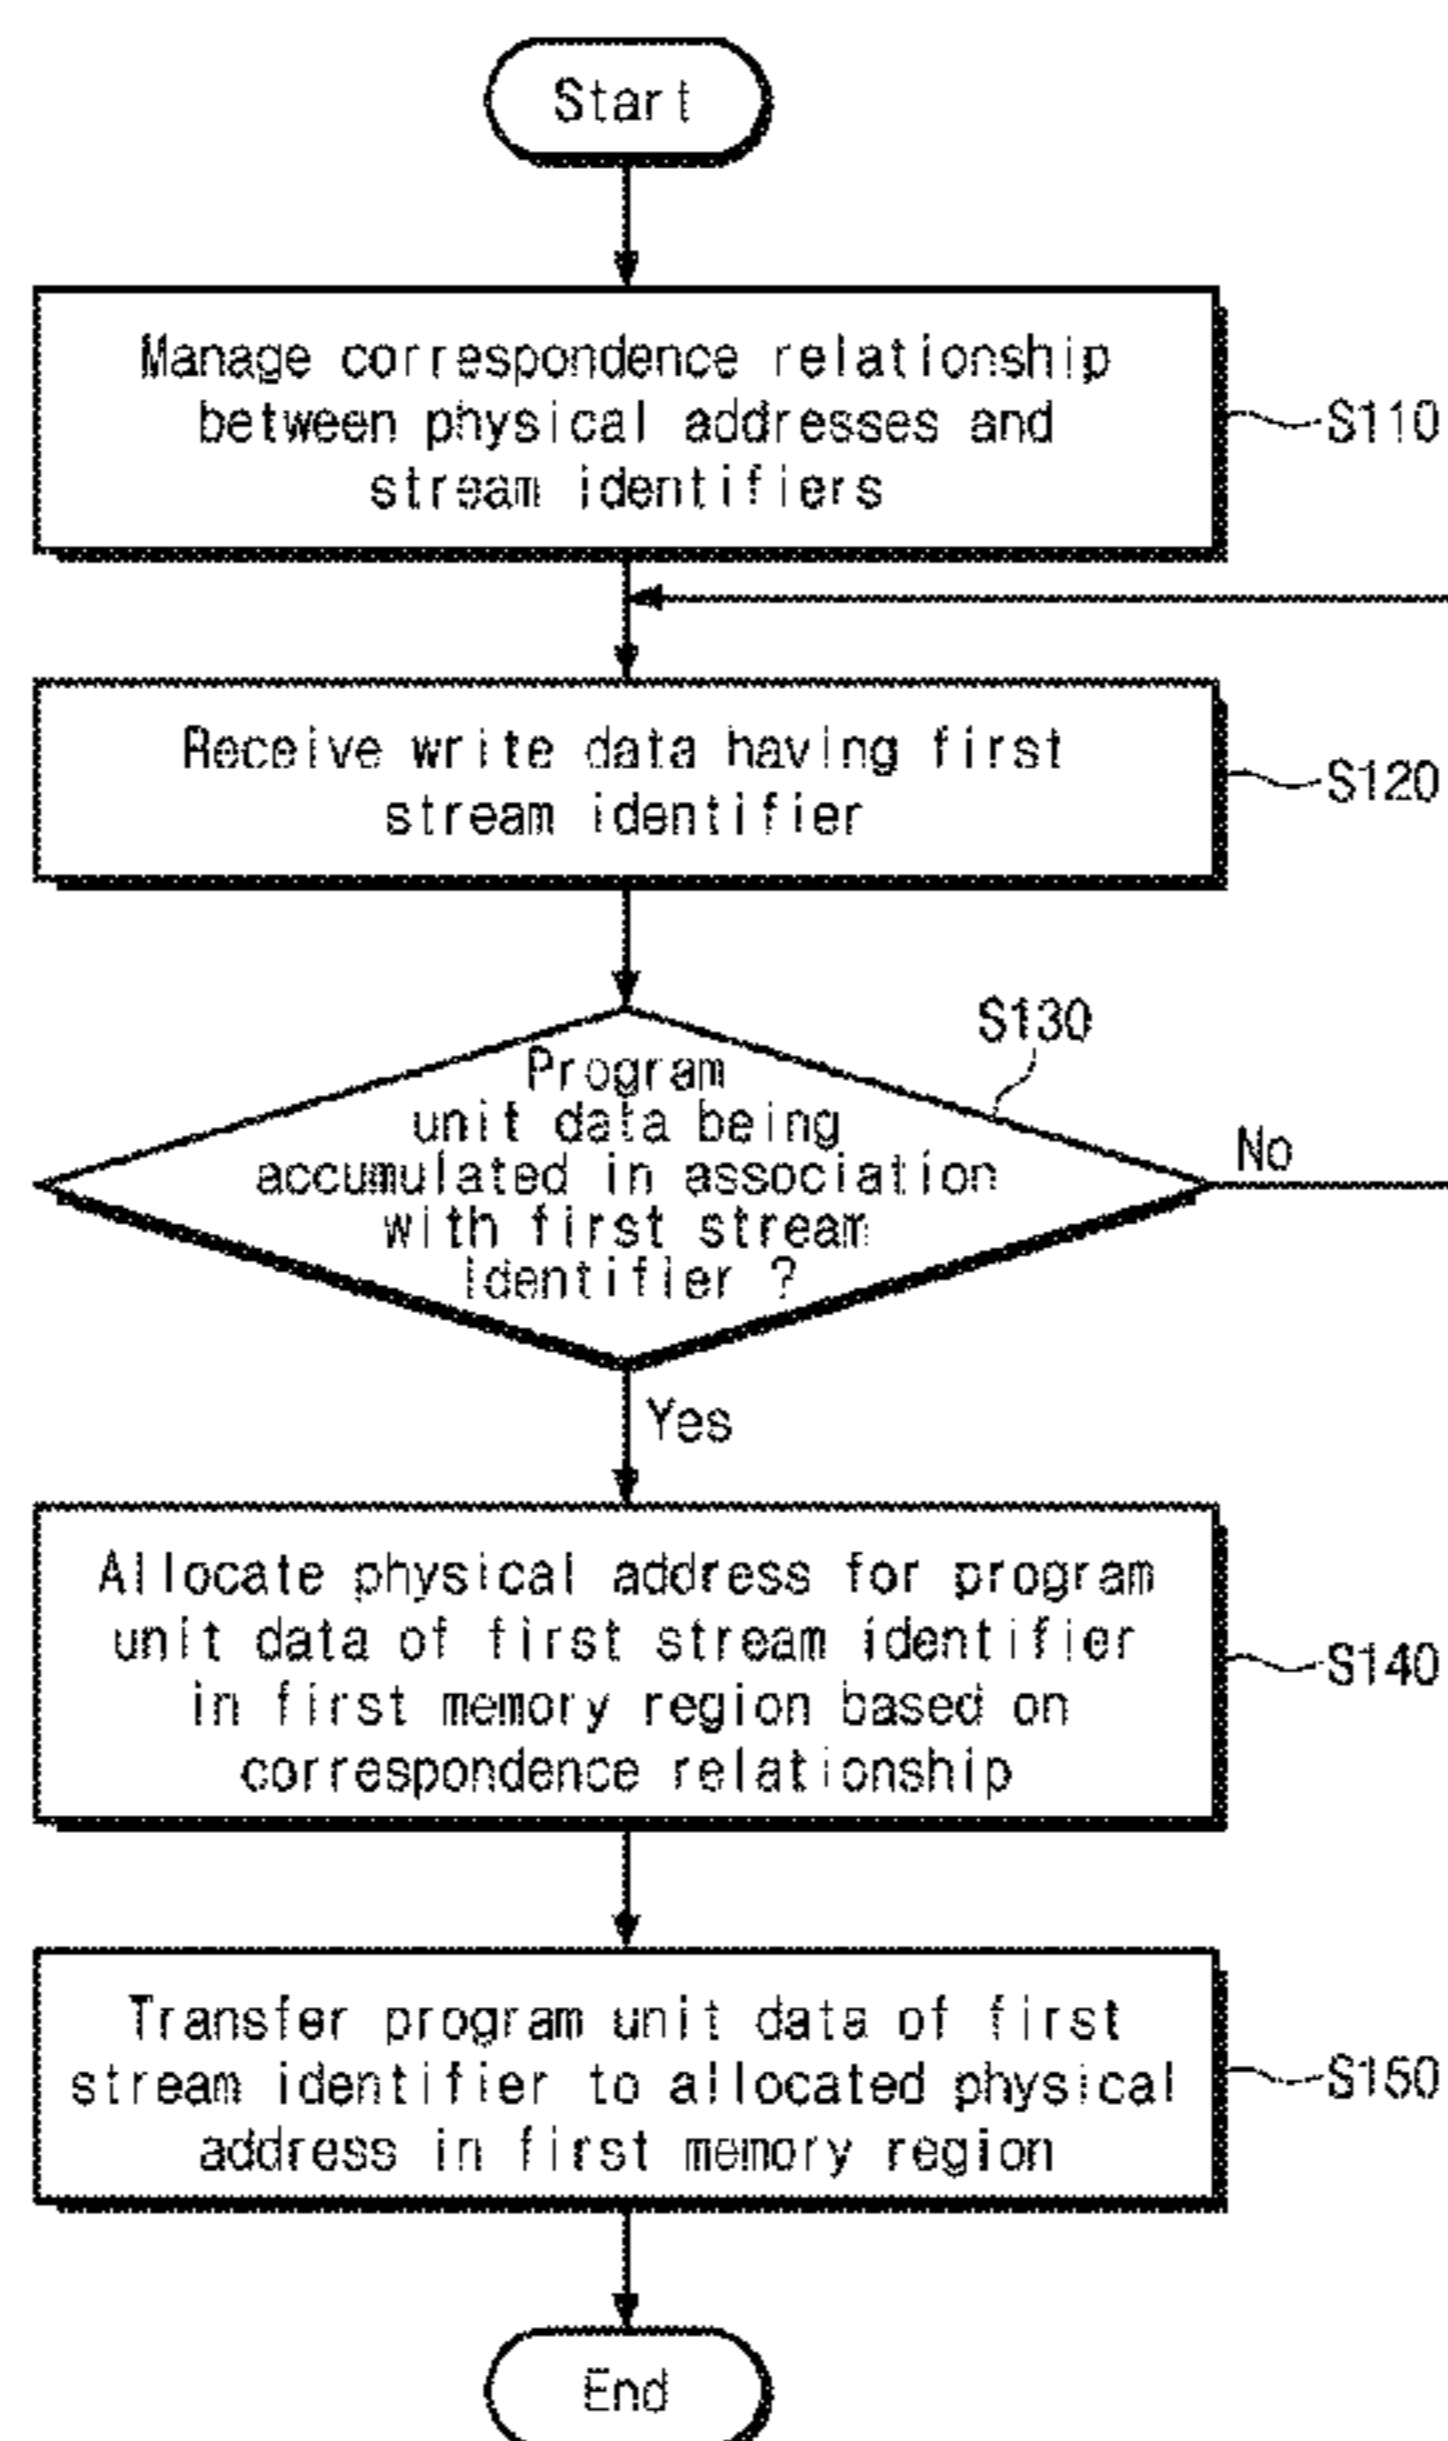 Start
Manage correspondence relationship
between physical addresses and
stream identifiers
S110
Receive write data having first
stream identifier
S120
S130
Program
unit data being
accumulated in association
with first stream
identifier ?
No
Yes
Allocate physical address for program
unit data of first stream identifier
in first memory region based on
correspondence relationship
S140
Transfer program unit data of first
stream identifier to allocated physical
address in first memory region
S150
End